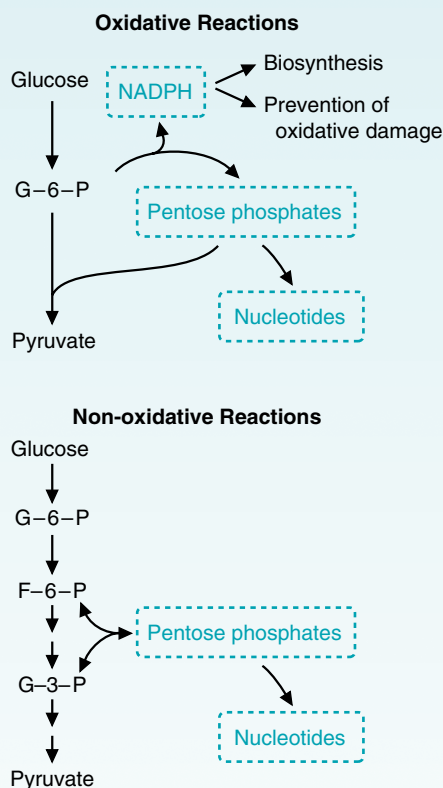 Oxidative Reactions
Glucose
NADPH
Biosynthesis
Prevention of
oxidative damage
G–6–P
Pentose phosphates
Nucleotides
Pyruvate
Non-oxidative Reactions
Glucose
G–6–P
F–6–P
Pentose phosphates
G–3–P
Nucleotides
Pyruvate